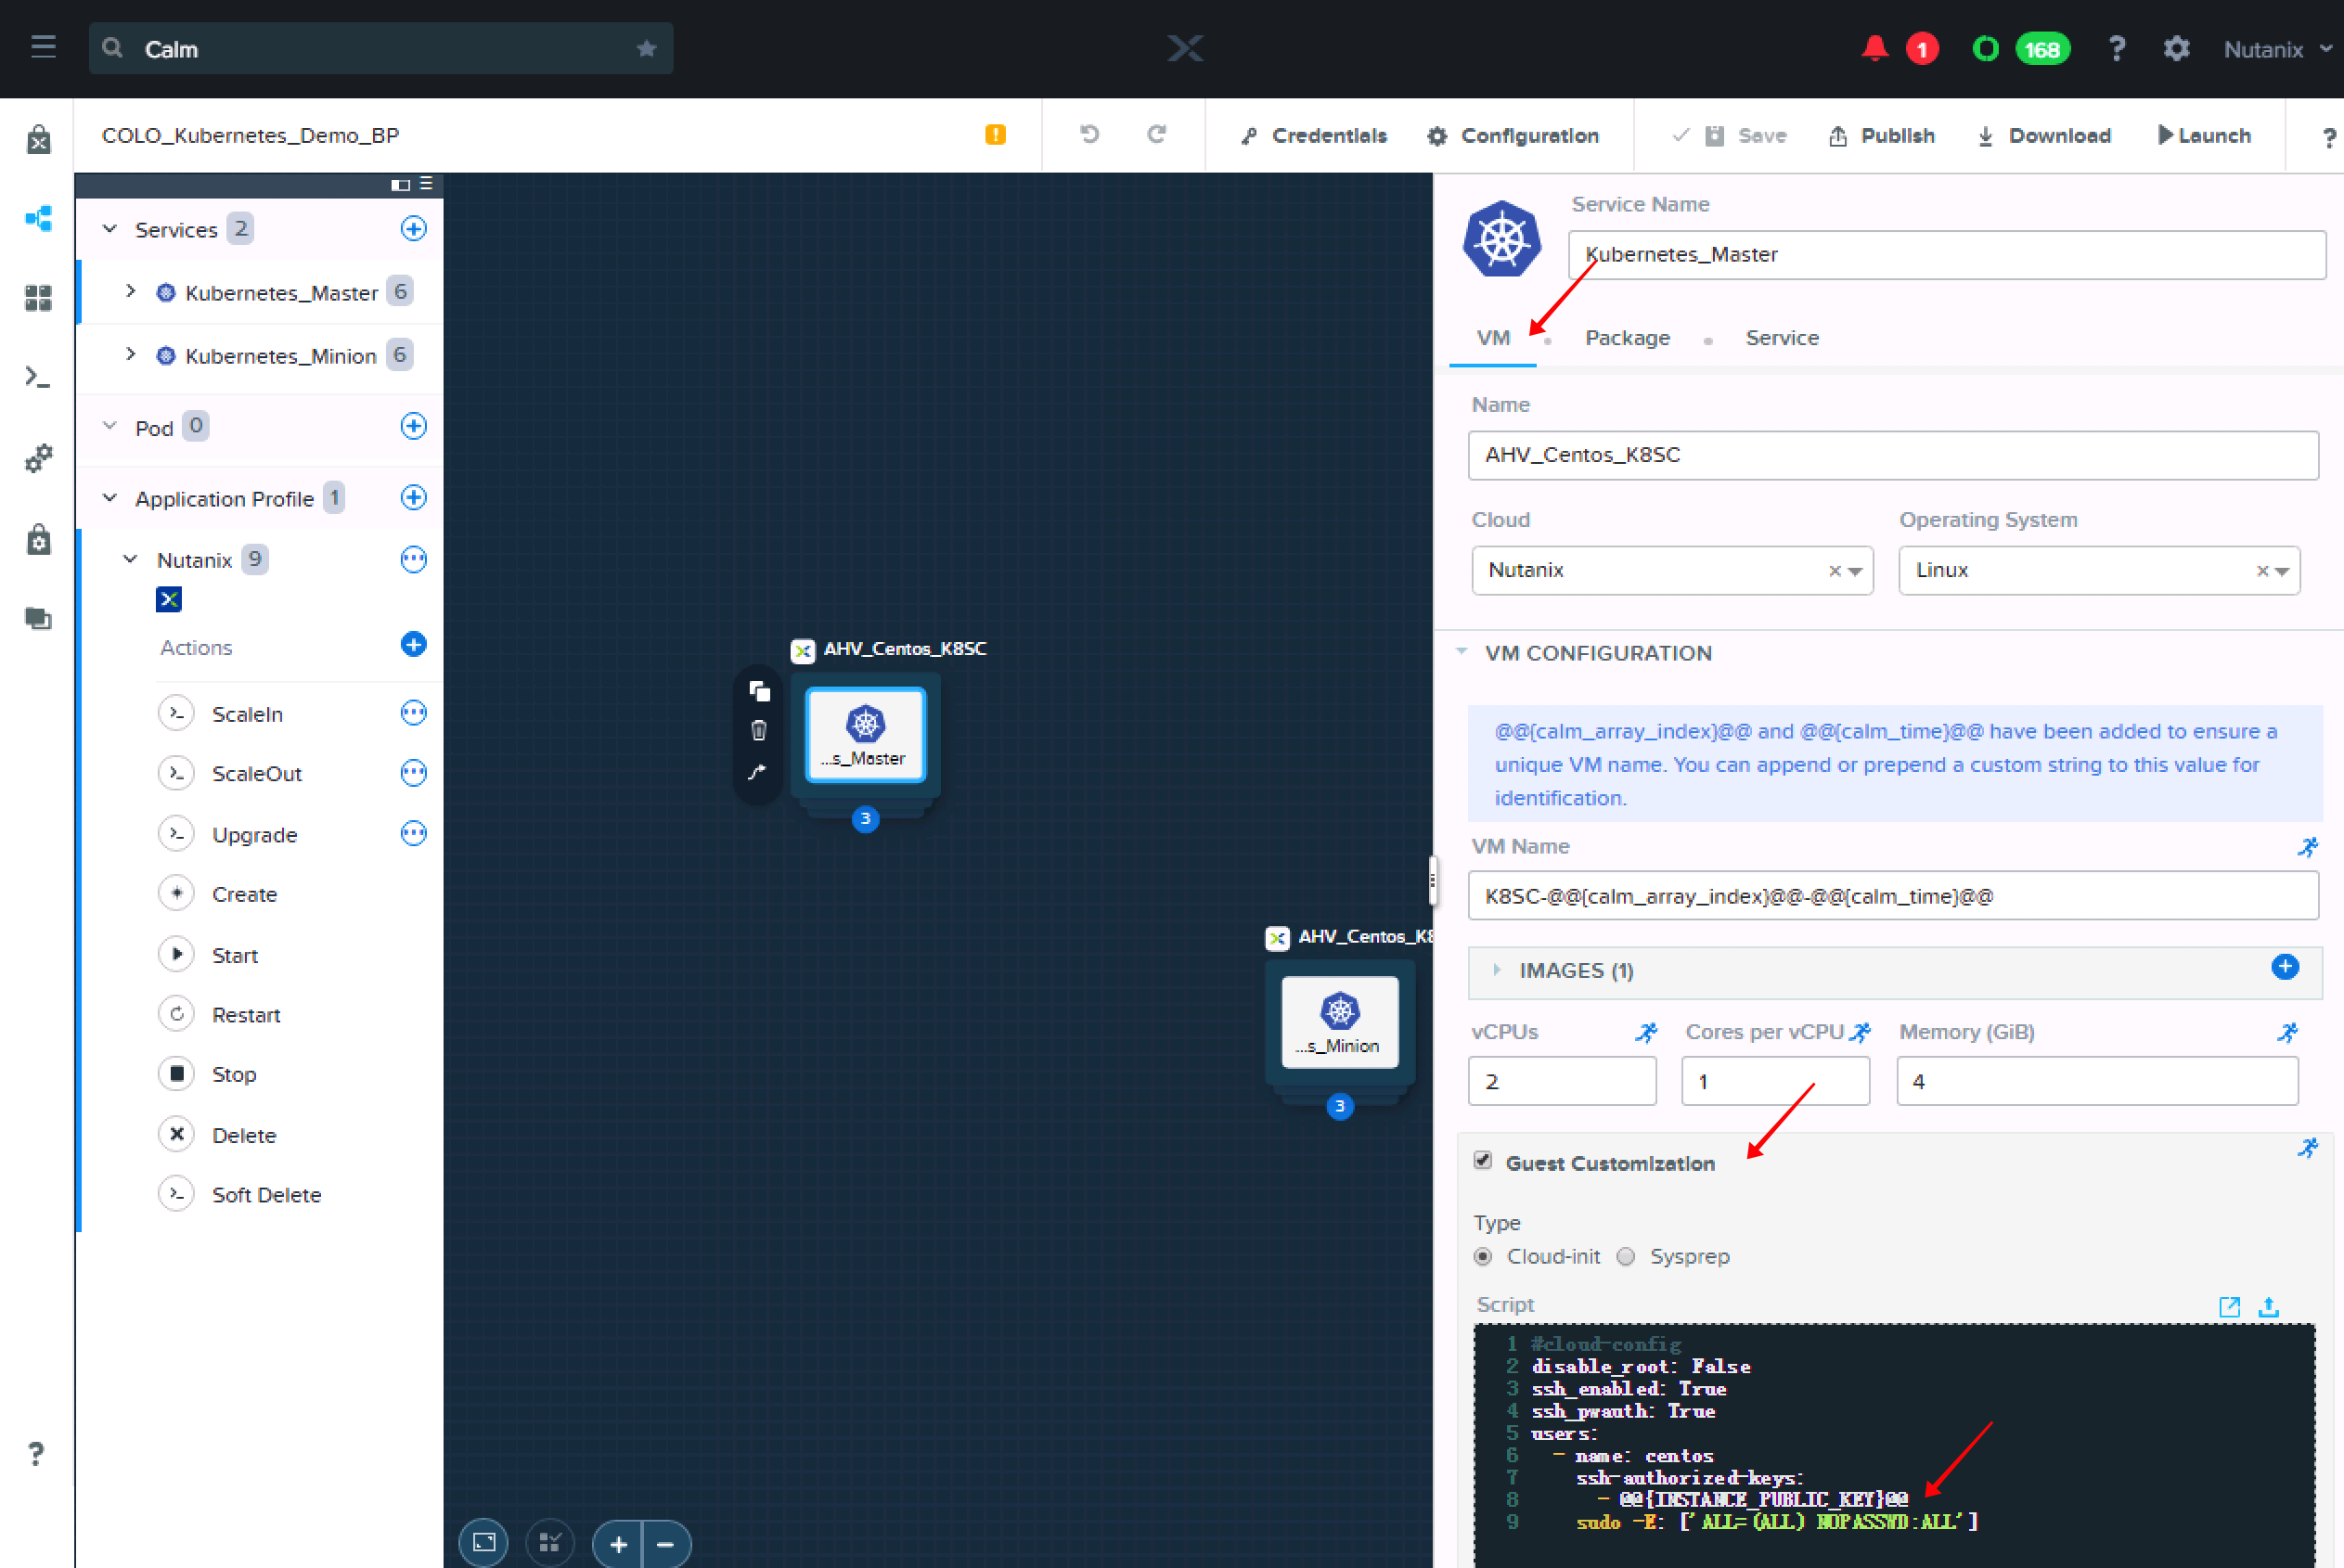 Calm
1
168
?
Nutanix
COLO_Kubernetes_Demo_BP
!
Credentials
Configuration
Save
Publish
Download
Launch
?
Services 2
Kubernetes_Master 6
Kubernetes_Minion 6
Pod 0
Application Profile 1
Nutanix 9
Actions
ScaleIn
ScaleOut
Upgrade
Create
Start
Restart
Stop
Delete
Soft Delete
?
AHV_Centos_K8SC
...s_Master
3
AHV_Centos_K8
...s_Minion
3
Service Name
Kubernetes_Master
VM
Package
Service
Name
AHV_Centos_K8SC
Cloud
Operating System
Nutanix
Linux
VM CONFIGURATION
@@{calm_array_index}@@ and @@{calm_time}@@ have been added to ensure a
unique VM name. You can append or prepend a custom string to this value for
identification.
VM Name
K8SC-@@{calm_array_index}@@-@@{calm_time}@@
IMAGES (1)
vCPUs
Cores per vCPU
Memory (GiB)
2
1
4
Guest Customization
Type
Cloud-init
Sysprep
Script
1 #cloud-config
2 disable_root: False
3 ssh_enabled: True
4 ssh_pwauth: True
5 users:
6 - name: centos
7 ssh-authorized-keys:
8 - @@{INSTANCE_PUBLIC_KEY}@@
9 sudo -E: ['ALL=(ALL) NOPASSWD:ALL']